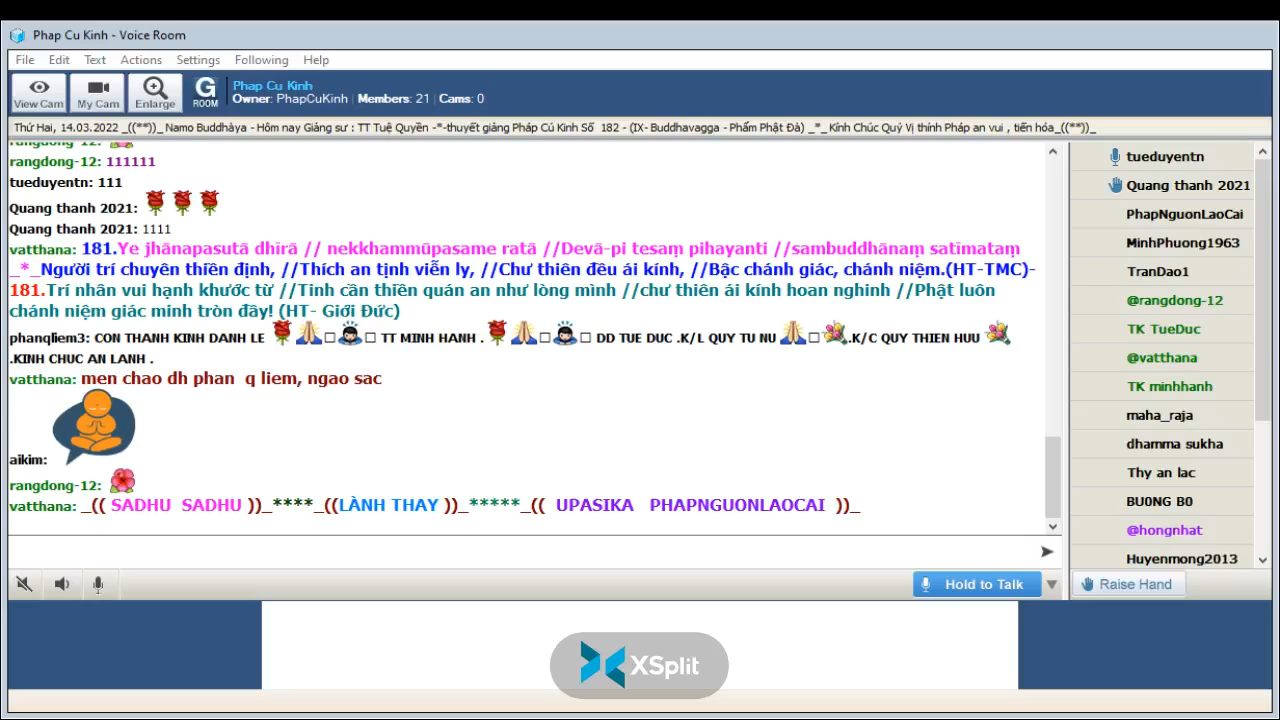 Phap Cu Kinh - Voice Room
File Edit Text Actions Settings Following Help
View Cam My Cam Enlarge G ROOM
Phap Cu Kinh
Owner: PhapCuKinh | Members: 21 | Cams: 0
Thứ Hai, 14.03.2022 _((**))_ Namo Buddhàya - Hôm nay Giảng sư : TT Tuệ Quyền -*-thuyết giảng Pháp Cú Kinh Số 182 - (IX- Buddhavagga - Phẩm Phật Đà) _*_ Kính Chúc Quý Vị thính Pháp an vui , tiến hóa_((**))_
rangdong-12:
rangdong-12: 111111
tueduyentn: 111
Quang thanh 2021:
Quang thanh 2021: 1111
vatthana: 181.Ye jhānapasutā dhīrā // nekkhammūpasame ratā //Devā-pi tesaṃ pihayanti //sambuddhānaṃ satīmataṃ
_*_Người trí chuyên thiền định, //Thích an tịnh viễn ly, //Chư thiên đều ái kính, //Bậc chánh giác, chánh niệm.(HT-TMC)-
181.Trí nhân vui hạnh khước từ //Tinh cần thiền quán an như lòng mình //chư thiên ái kính hoan nghinh //Phật luôn
chánh niệm giác minh tròn đầy! (HT- Giới Đức)
phanqliem3: CON THANH KINH DANH LE TT MINH HANH . DD TUE DUC .K/L QUY TU NU .K/C QUY THIEN HUU
.KINH CHUC AN LANH .
vatthana: men chao dh phan q liem, ngao sac
aikim:
rangdong-12:
vatthana: _(( SADHU SADHU ))_****_((LÀNH THAY ))_*****_(( UPASIKA PHAPNGUONLAOCAI ))_
Hold to Talk
tueduyentn
Quang thanh 2021
PhapNguonLaoCai
MinhPhuong1963
TranDao1
@rangdong-12
TK TueDuc
@vatthana
TK minhhanh
maha_raja
dhamma sukha
Thy an lac
BU0NG B0
@hongnhat
Huyenmong2013
Raise Hand
XSplit